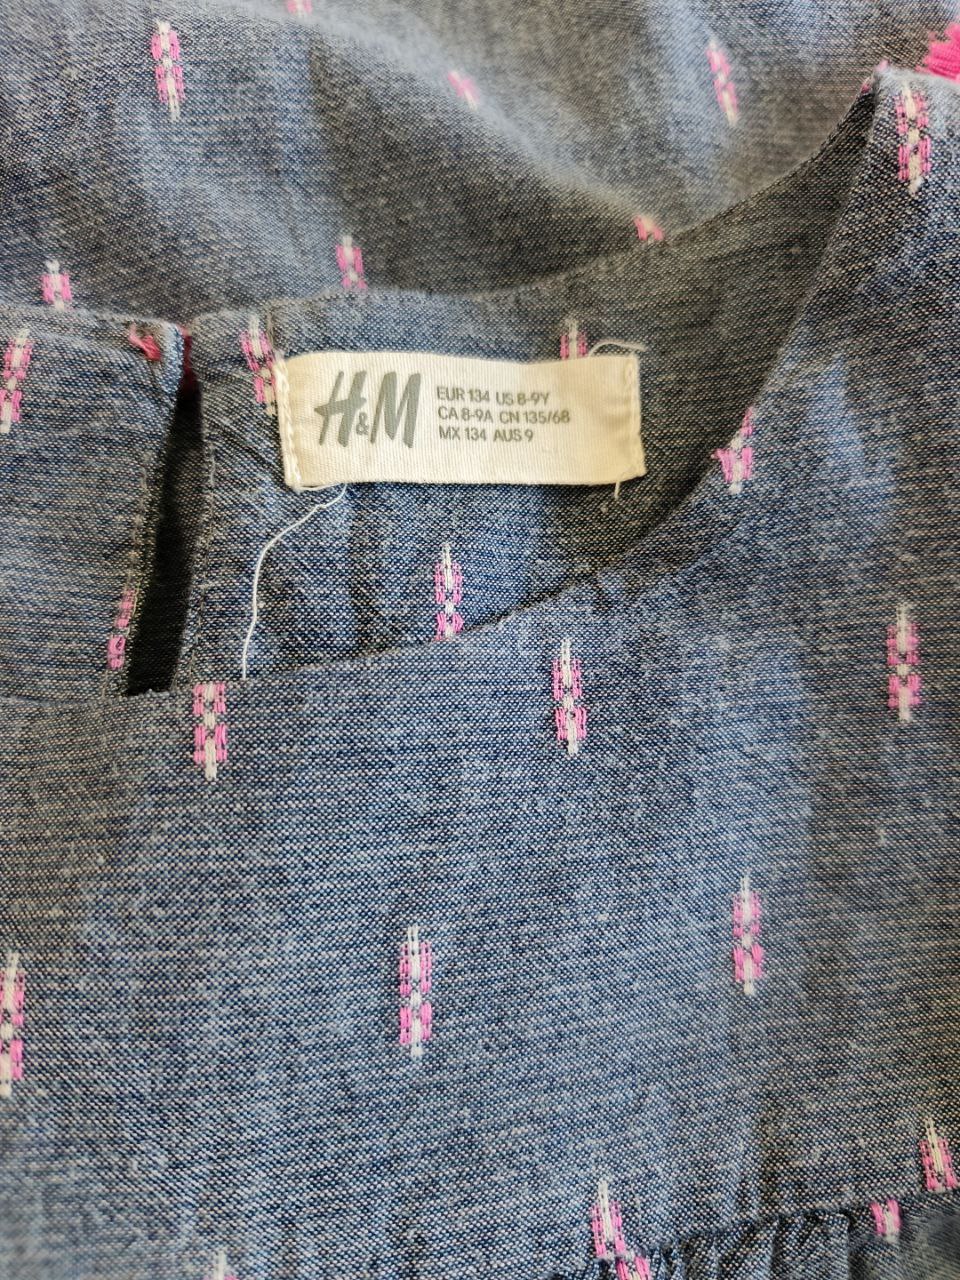 H&M
EUR 134 US 8-9Y
CA 8-9A CN 135/68
MX 134 AUS 9